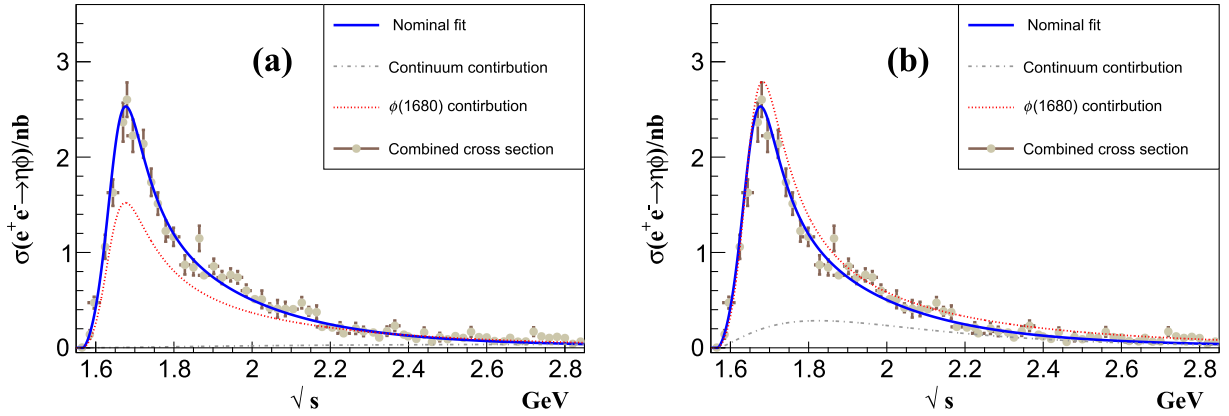 (a)
Nominal fit
Continuum contirbution
ϕ(1680) contirbution
Combined cross section
σ(e⁺e⁻→ηϕ)/nb
3
2
1
0
1.6 1.8 2 2.2 2.4 2.6 2.8
√ s GeV
(b)
Nominal fit
Continuum contirbution
ϕ(1680) contirbution
Combined cross section
σ(e⁺e⁻→ηϕ)/nb
3
2
1
0
1.6 1.8 2 2.2 2.4 2.6 2.8
√ s GeV